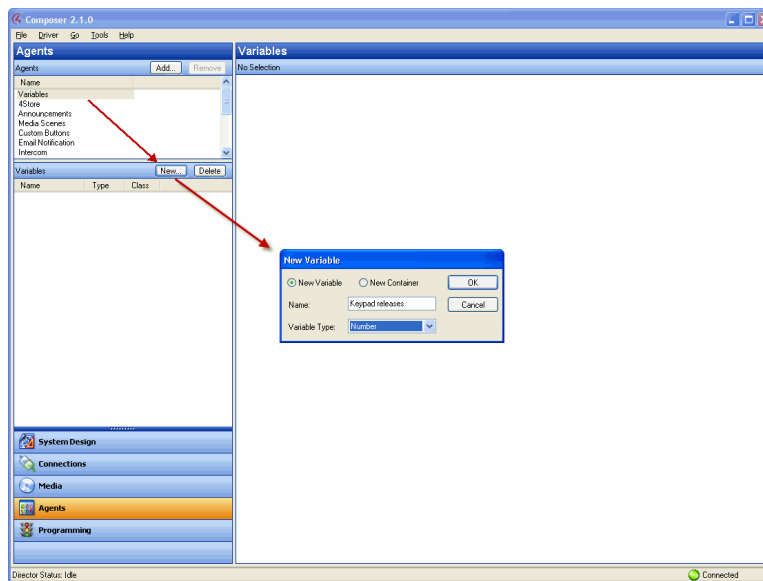 Composer 2.1.0
File Driver Go Tools Help
Agents
Agents Add... Remove
Name
Variables
4Store
Announcements
Media Scenes
Custom Buttons
Email Notification
Intercom
Variables New... Delete
Name Type Class
System Design
Connections
Media
Agents
Programming
Variables
No Selection
New Variable
New Variable New Container OK
Name: Keypad releases Cancel
Variable Type: Number
Director Status: Idle Connected